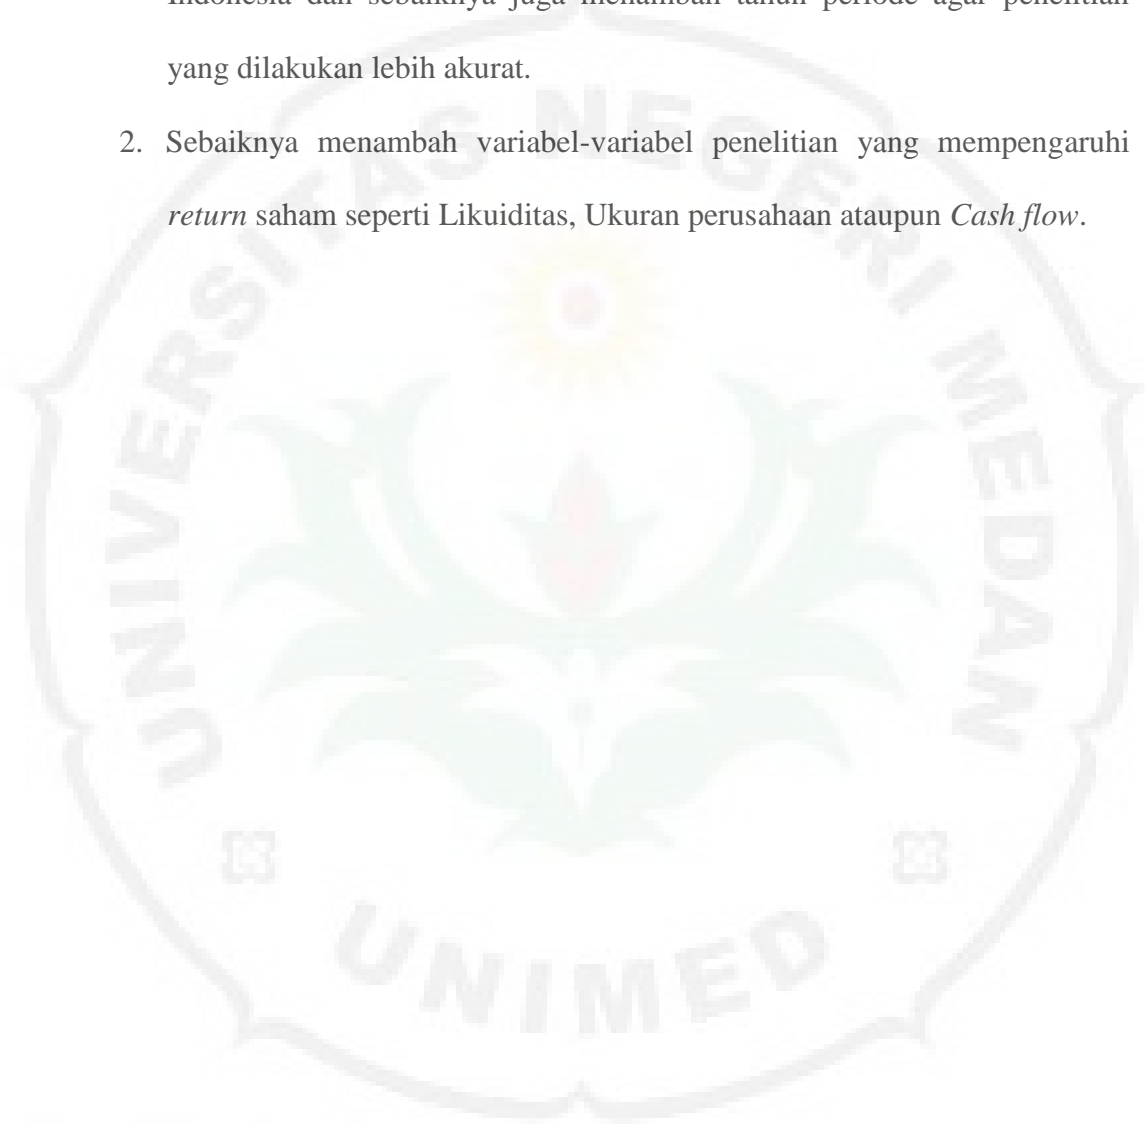 Indonesia dan sebaiknya juga menambah tahun periode agar penelitian
yang dilakukan lebih akurat.
2. Sebaiknya menambah variabel-variabel penelitian yang mempengaruhi
return saham seperti Likuiditas, Ukuran perusahaan ataupun Cash flow.
UNIVERSITAS NEGERI MEDAN
UNIMED